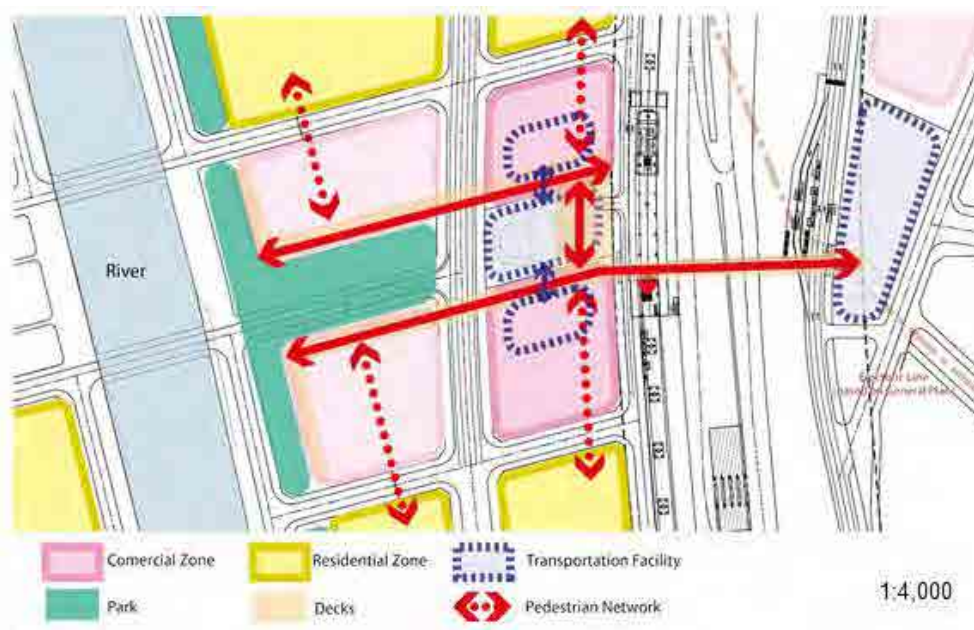 River
Comercial Zone
Residential Zone
Transportation Facility
Park
Decks
Pedestrian Network
1:4,000